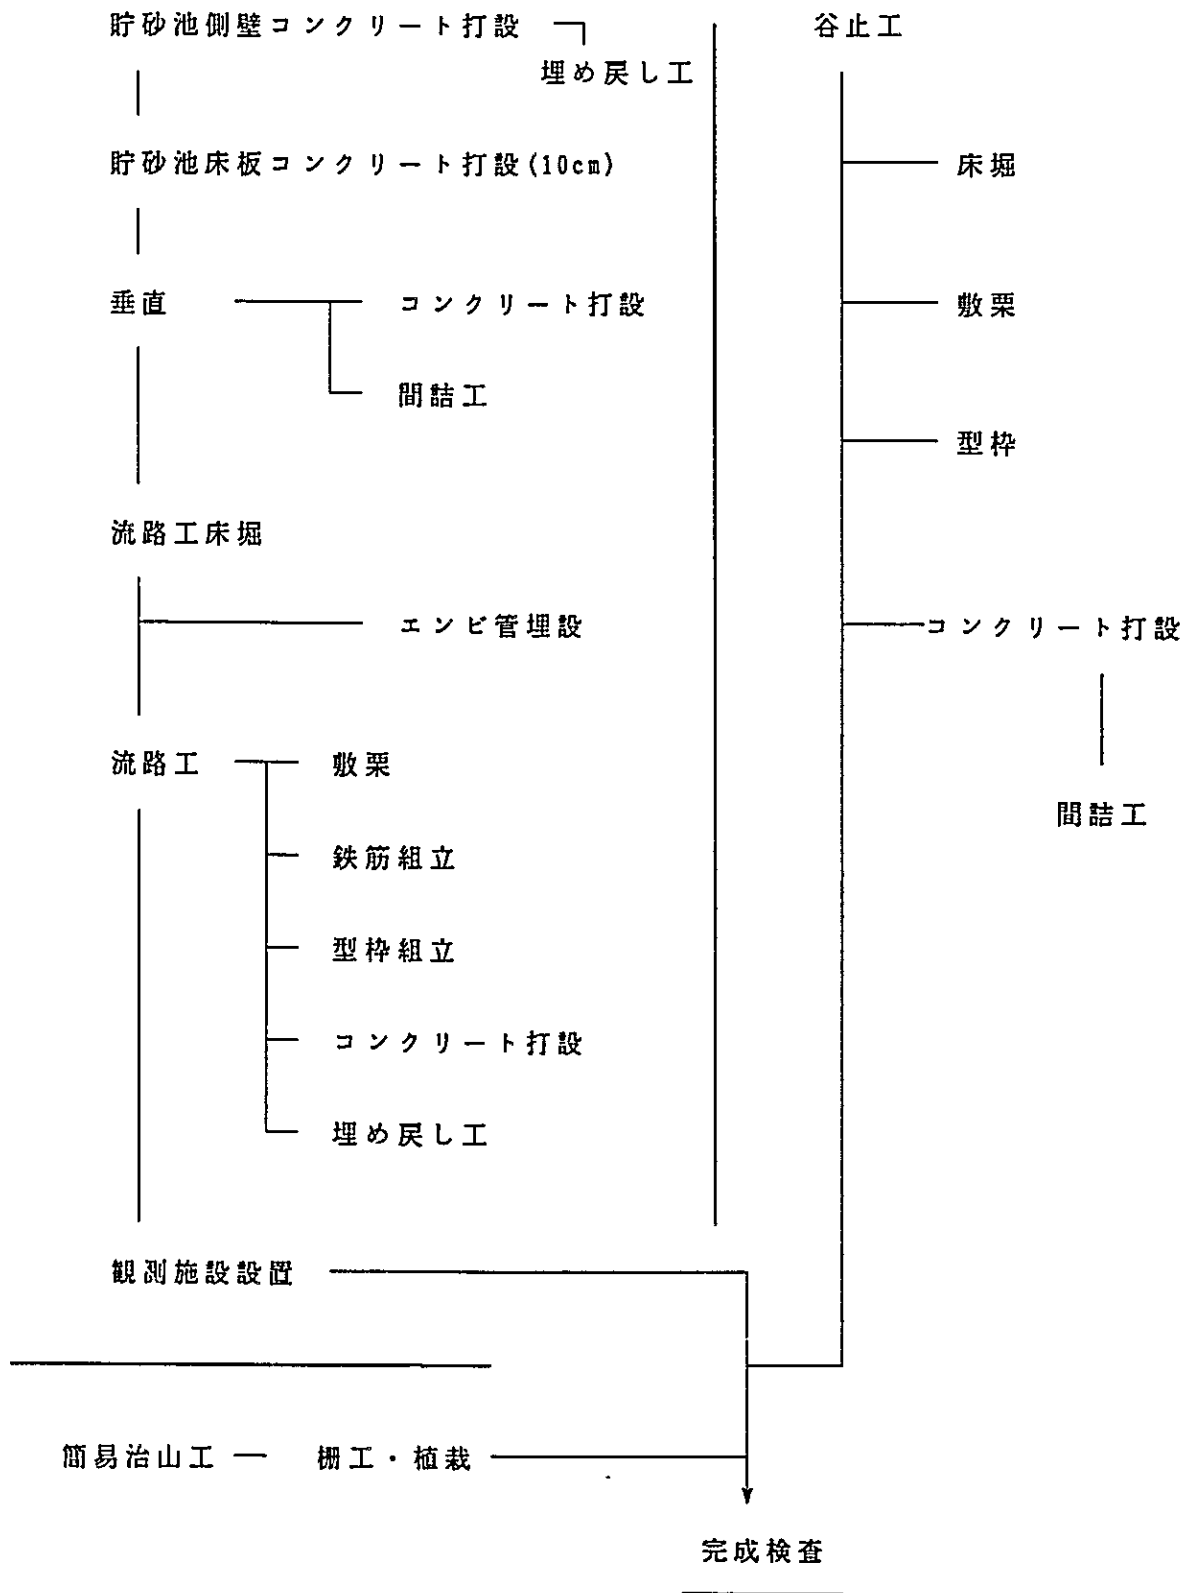 貯砂池側壁コンクリート打設
埋め戻し工
貯砂池床板コンクリート打設(10cm)
垂直
コンクリート打設
間詰工
流路工床堀
エンビ管埋設
流路工
敷栗
鉄筋組立
型枠組立
コンクリート打設
埋め戻し工
観測施設設置
谷止工
床堀
敷栗
型枠
コンクリート打設
間詰工
簡易治山工
柵工・植栽
完成検査